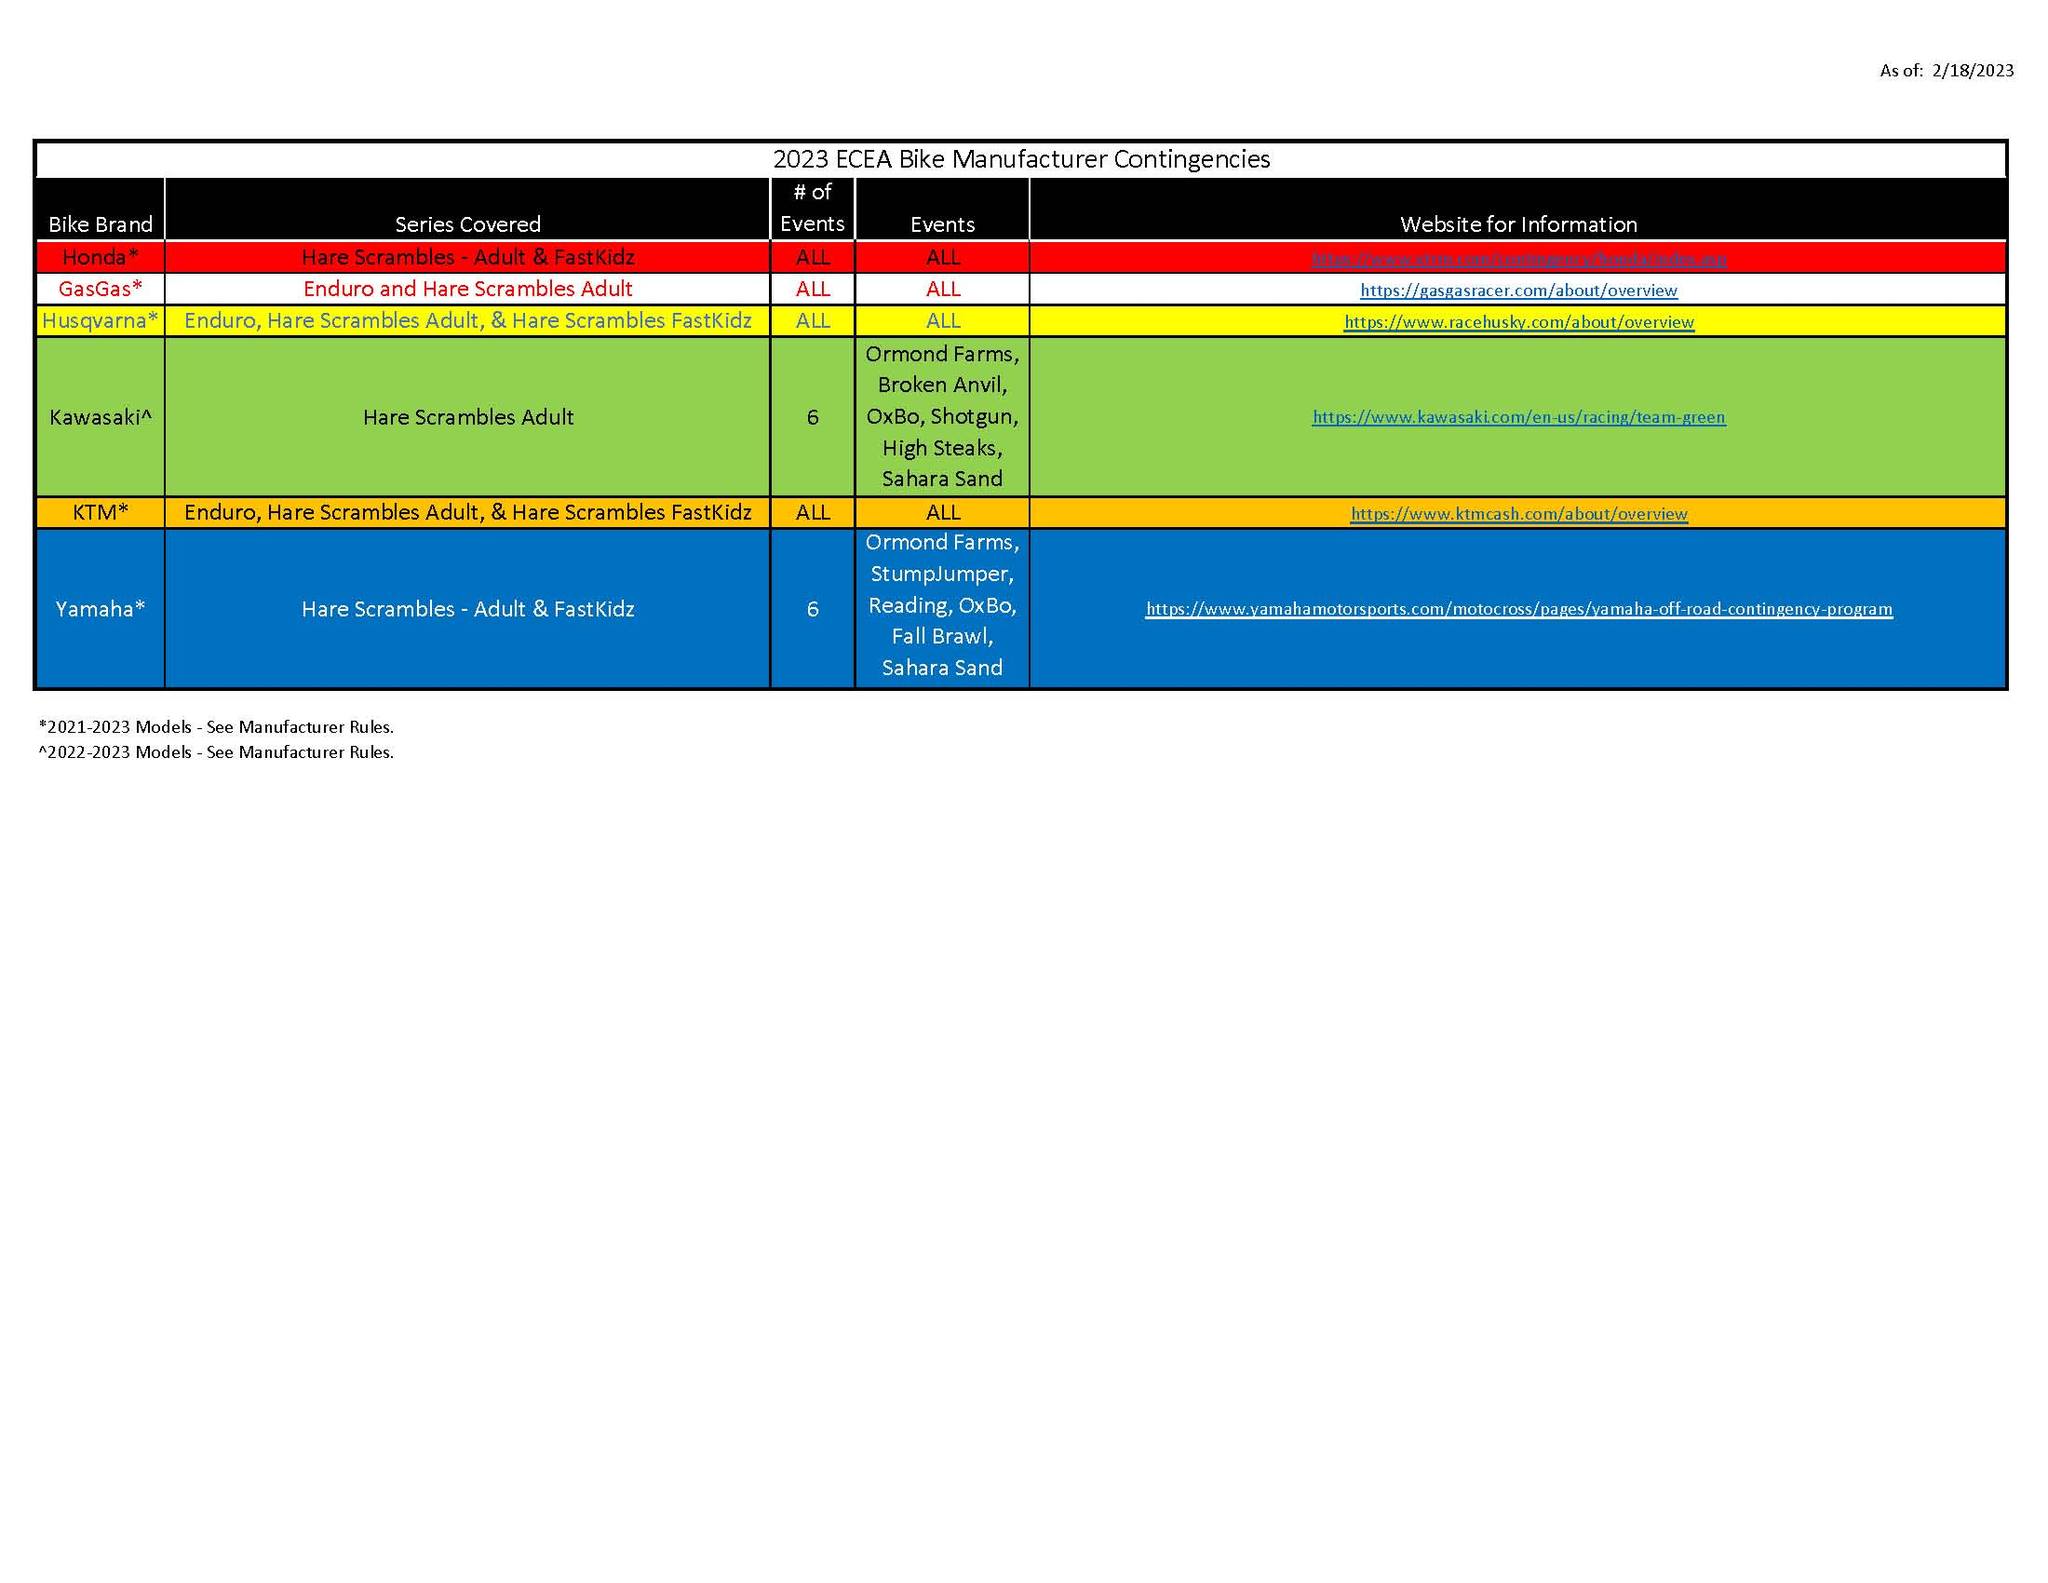 As of: 2/18/2023
2023 ECEA Bike Manufacturer Contingencies
Bike Brand Series Covered # of Events Events Website for Information
Honda* Hare Scrambles - Adult & FastKidz ALL ALL
GasGas* Enduro and Hare Scrambles Adult ALL ALL https://gasgasracer.com/about/overview
Husqvarna* Enduro, Hare Scrambles Adult, & Hare Scrambles FastKidz ALL ALL https://www.racehusky.com/about/overview
Kawasaki^ Hare Scrambles Adult 6
Ormond Farms,
Broken Anvil,
OxBo, Shotgun,
High Steaks,
Sahara Sand
https://www.kawasaki.com/en-us/racing/team-green
KTM* Enduro, Hare Scrambles Adult, & Hare Scrambles FastKidz ALL ALL https://www.ktmcash.com/about/overview
Yamaha* Hare Scrambles - Adult & FastKidz 6
Ormond Farms,
StumpJumper,
Reading, OxBo,
Fall Brawl,
Sahara Sand
https://www.yamahamotorsports.com/motocross/pages/yamaha-off-road-contingency-program
*2021-2023 Models - See Manufacturer Rules.
^2022-2023 Models - See Manufacturer Rules.